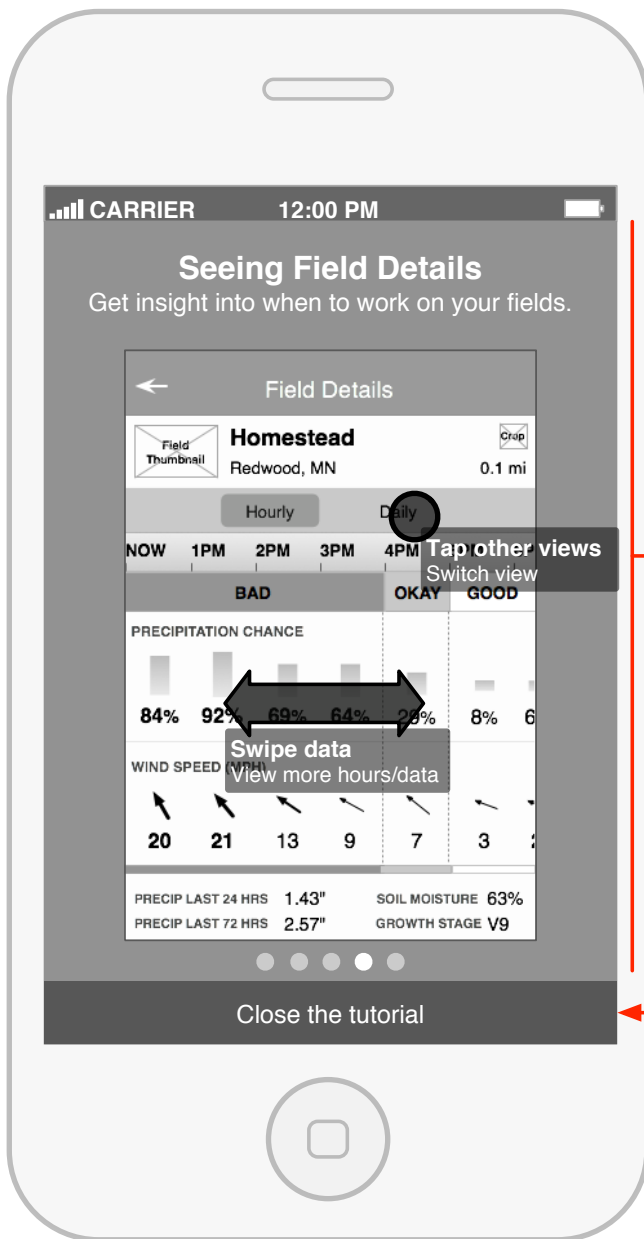 CARRIER 12:00 PM
Seeing Field Details
Get insight into when to work on your fields.
Field Details
Field
Thumbnail
Homestead
Crop
Redwood, MN 0.1 mi
Hourly Daily
NOW 1PM 2PM 3PM 4PM
Tap other views
Switch view
BAD OKAY GOOD
PRECIPITATION CHANCE
84% 92% 69% 64% 29% 8% 6
Swipe data
View more hours/data
WIND SPEED (MPH)
20 21 13 9 7 3
PRECIP LAST 24 HRS 1.43" SOIL MOISTURE 63%
PRECIP LAST 72 HRS 2.57" GROWTH STAGE V9
Close the tutorial